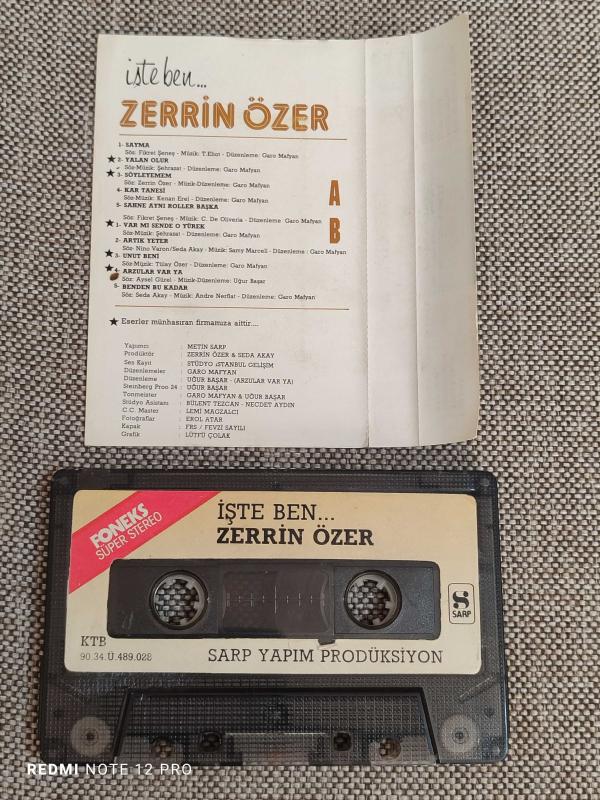 işte ben...
ZERRİN ÖZER
1- SAYMA
Söz: Fikret Şeneş - Müzik: T.Eliot - Düzenleme: Garo Mafyan
★ 2- YALAN OLUR
Söz-Müzik: Şehrazat - Düzenleme: Garo Mafyan
★ 3- SÖYLEYEMEM
Söz: Zerrin Özer - Müzik-Düzenleme: Garo Mafyan
4- KAR TANESİ
Söz-Müzik: Kenan Erel - Düzenleme: Garo Mafyan
5- SAHNE AYNI ROLLER BAŞKA
Söz: Fikret Şeneş - Müzik: C. De Oliveria - Düzenleme: Garo Mafyan
A
★ 1- VAR MI SENDE O YÜREK
Söz-Müzik: Şehrazat - Düzenleme: Garo Mafyan
2- ARTIK YETER
Söz: Nino Varon/Seda Akay - Müzik: Samy Marcell - Düzenleme : Garo Mafyan
★ 3- UNUT BENİ
Söz-Müzik: Tülay Özer - Düzenleme: Garo Mafyan
★ 4- ARZULAR VAR YA
Söz: Aysel Gürel - Müzik-Düzenleme: Uğur Başar
5- BENDEN BU KADAR
Söz: Seda Akay - Müzik: Andre Nerflat - Düzenleme: Garo Mafyan
B
★ Eserler münhasıran firmamıza aittir....
Yapımcı : METİN SARP
Prodüktör : ZERRİN ÖZER & SEDA AKAY
Ses Kayıt : STÜDYO İSTANBUL GELİŞİM
Düzenlemeler : GARO MAFYAN
Düzenleme : UĞUR BAŞAR - (ARZULAR VAR YA)
Steinberg Proo 24 : UĞUR BAŞAR
Tonmeister : GARO MAFYAN & UĞUR BAŞAR
Stüdyo Asistanı : BÜLENT TEZCAN - NECDET AYDIN
C.C. Master : LEMİ MAGZALCI
Fotoğraflar : EROL ATAR
Kapak : FRS / FEVZİ SAYILI
Grafik : LÜTFÜ ÇOLAK
FONEKS
SÜPER STEREO
İŞTE BEN...
ZERRİN ÖZER
S
SARP
KTB
90.34.Ü.489.028
SARP YAPIM PRODÜKSİYON
REDMI NOTE 12 PRO